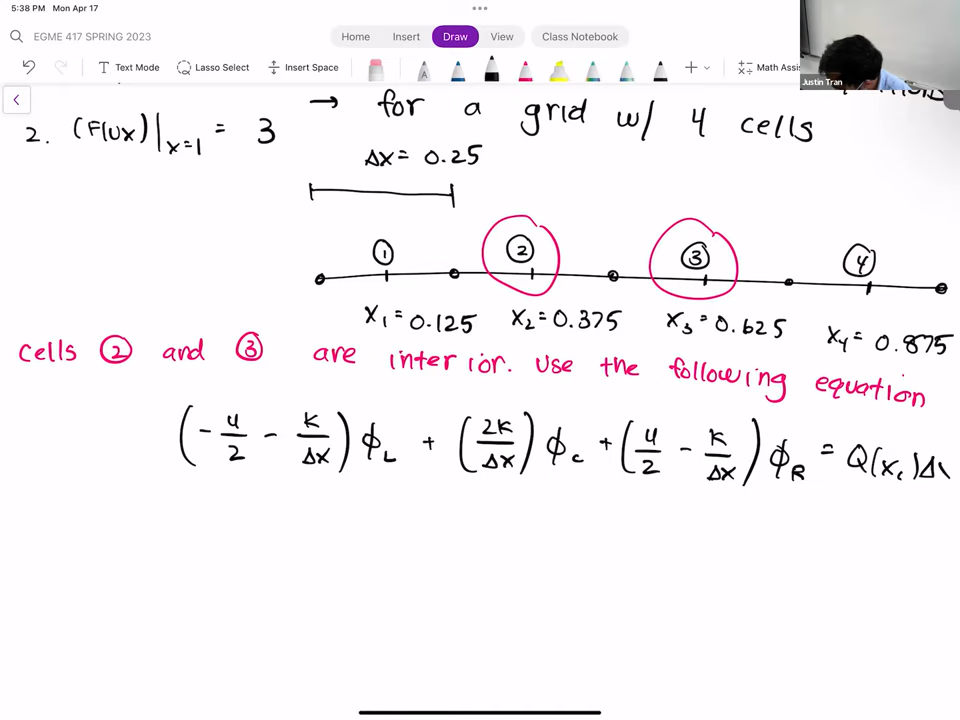 5:38 PM Mon Apr 17
EGME 417 SPRING 2023
Home Insert Draw View Class Notebook
Text Mode Lasso Select Insert Space Math Assis
Justin Tran
2. (Flux)|x=1 = 3
→ for a grid w/ 4 cells
Δx = 0.25
① ② ③ ④
x₁ = 0.125 x₂ = 0.375 x₃ = 0.625 x₄ = 0.875
cells ② and ③ are interior. Use the following equation
(-u/2 - k/Δx) ϕL + (2k/Δx) ϕc + (u/2 - k/Δx) ϕR = Q(xc)Δx